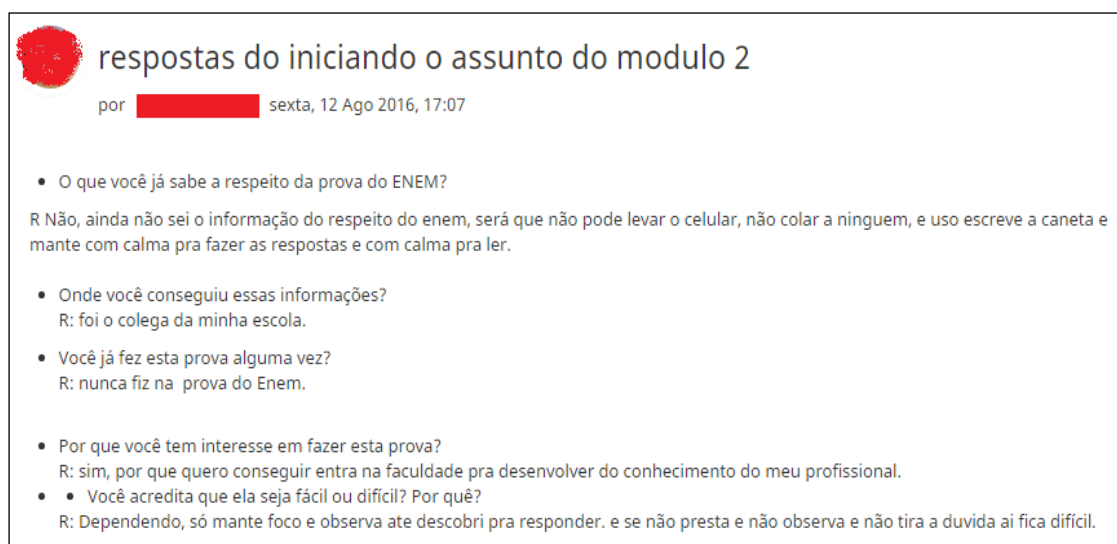 respostas do iniciando o assunto do modulo 2
por sexta, 12 Ago 2016, 17:07
• O que você já sabe a respeito da prova do ENEM?
R Não, ainda não sei o informação do respeito do enem, será que não pode levar o celular, não colar a ninguem, e uso escreve a caneta e
mante com calma pra fazer as respostas e com calma pra ler.
• Onde você conseguiu essas informações?
R: foi o colega da minha escola.
• Você já fez esta prova alguma vez?
R: nunca fiz na prova do Enem.
• Por que você tem interesse em fazer esta prova?
R: sim, por que quero conseguir entra na faculdade pra desenvolver do conhecimento do meu profissional.
• • Você acredita que ela seja fácil ou difícil? Por quê?
R: Dependendo, só mante foco e observa ate descobri pra responder. e se não presta e não observa e não tira a duvida ai fica difícil.